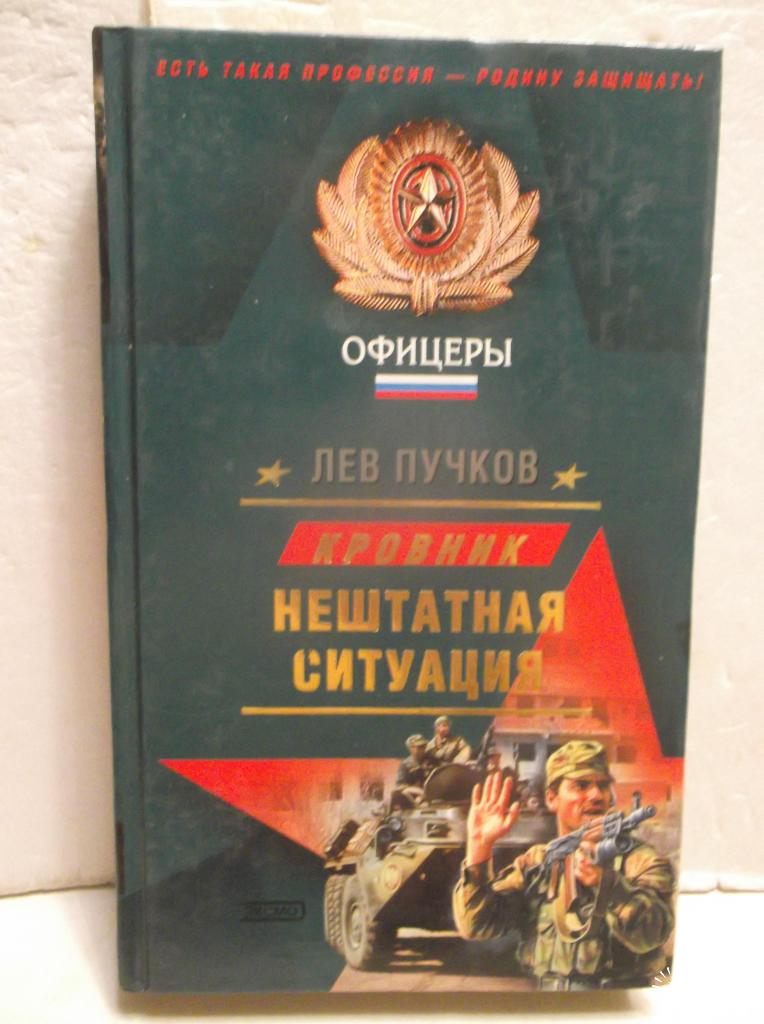 ЕСТЬ ТАКАЯ ПРОФЕССИЯ — РОДИНУ ЗАЩИЩАТЬ!
ОФИЦЕРЫ
ЛЕВ ПУЧКОВ
КРОВНИК
НЕШТАТНАЯ
СИТУАЦИЯ
ЭКСМО